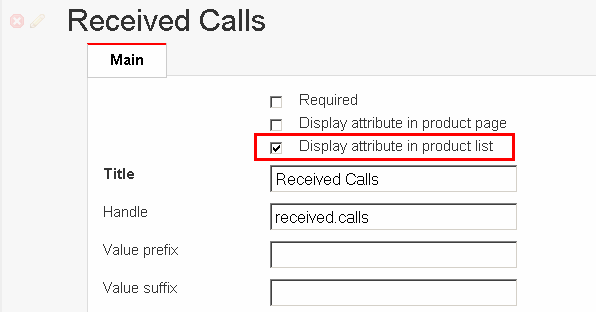 Received Calls
Main
Required
Display attribute in product page
Display attribute in product list
Title Received Calls
Handle received.calls
Value prefix
Value suffix